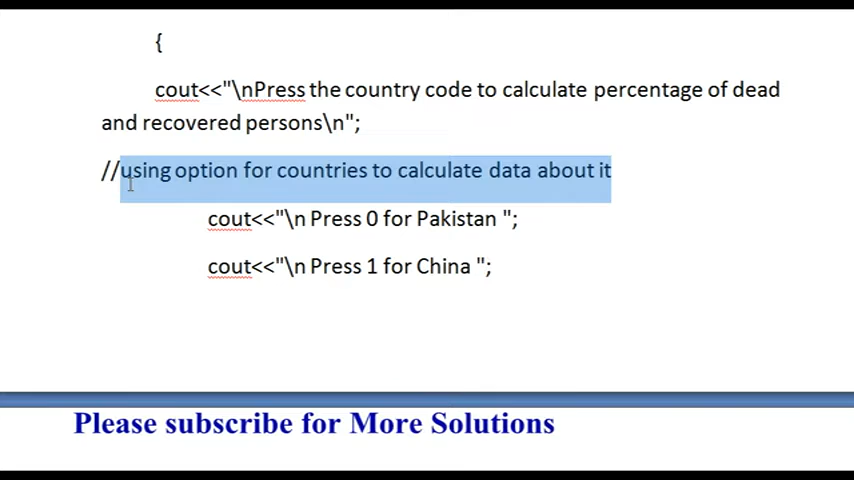 {
cout<<"\nPress the country code to calculate percentage of dead
and recovered persons\n";
//using option for countries to calculate data about it
cout<<"\n Press 0 for Pakistan ";
cout<<"\n Press 1 for China ";
Please subscribe for More Solutions